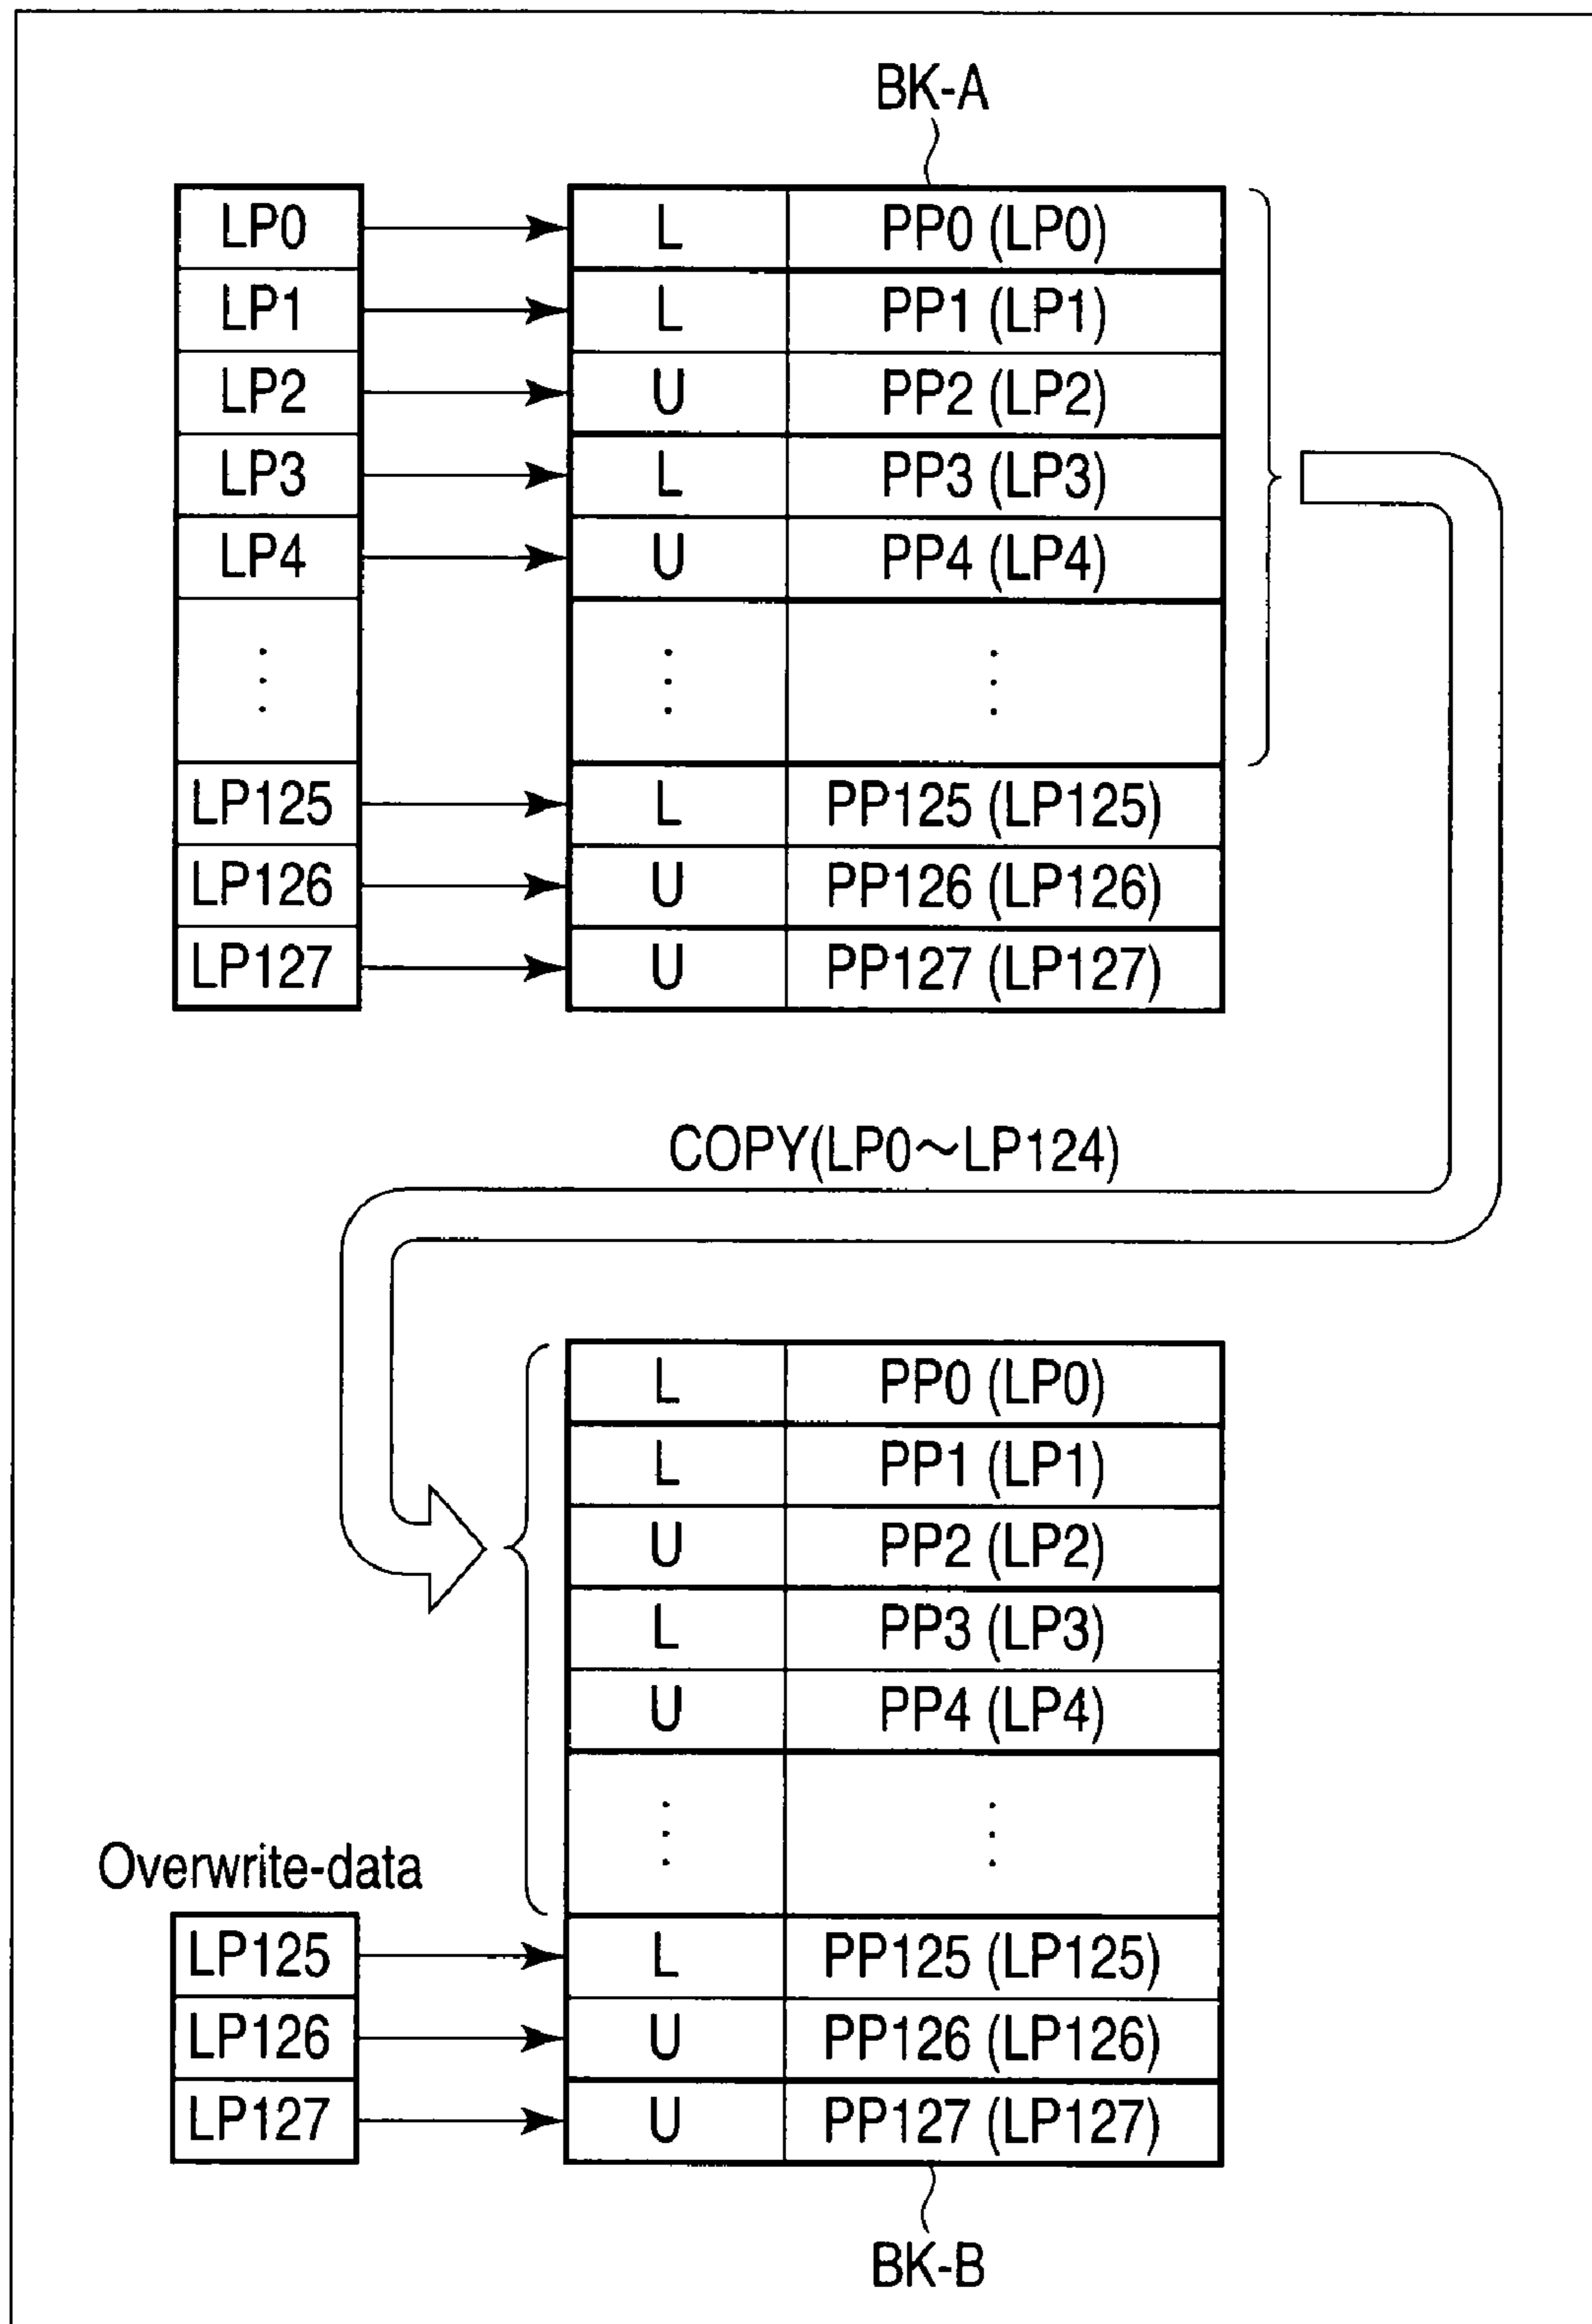 BK-A
LP0 L PP0 (LP0)
LP1 L PP1 (LP1)
LP2 U PP2 (LP2)
LP3 L PP3 (LP3)
LP4 U PP4 (LP4)
⋮ ⋮ ⋮
LP125 L PP125 (LP125)
LP126 U PP126 (LP126)
LP127 U PP127 (LP127)
COPY(LP0～LP124)
L PP0 (LP0)
L PP1 (LP1)
U PP2 (LP2)
L PP3 (LP3)
U PP4 (LP4)
⋮ ⋮
Overwrite-data
LP125 L PP125 (LP125)
LP126 U PP126 (LP126)
LP127 U PP127 (LP127)
BK-B